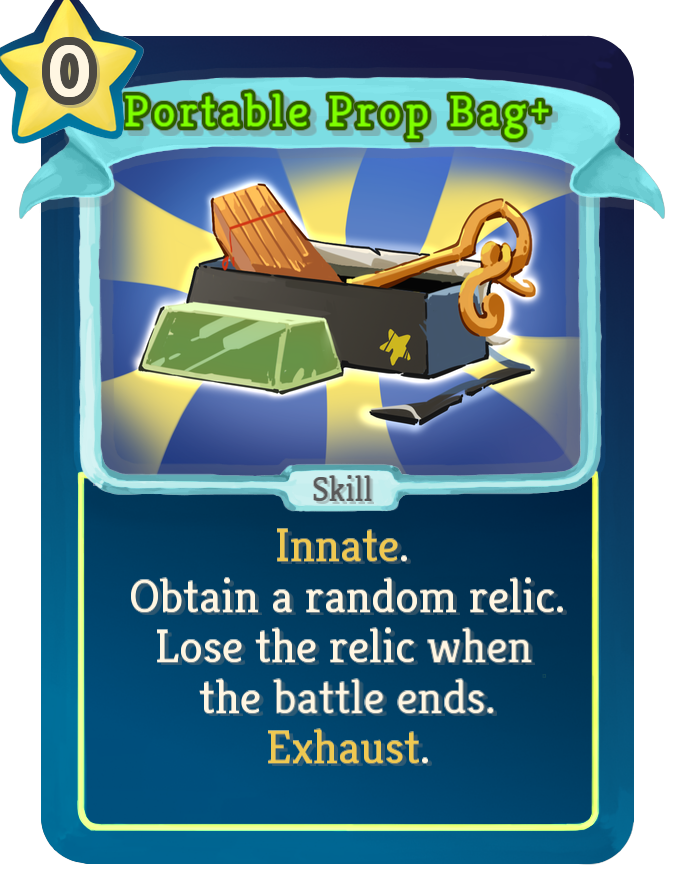 0
Portable Prop Bag+
Skill
Innate.
Obtain a random relic.
Lose the relic when
the battle ends.
Exhaust.